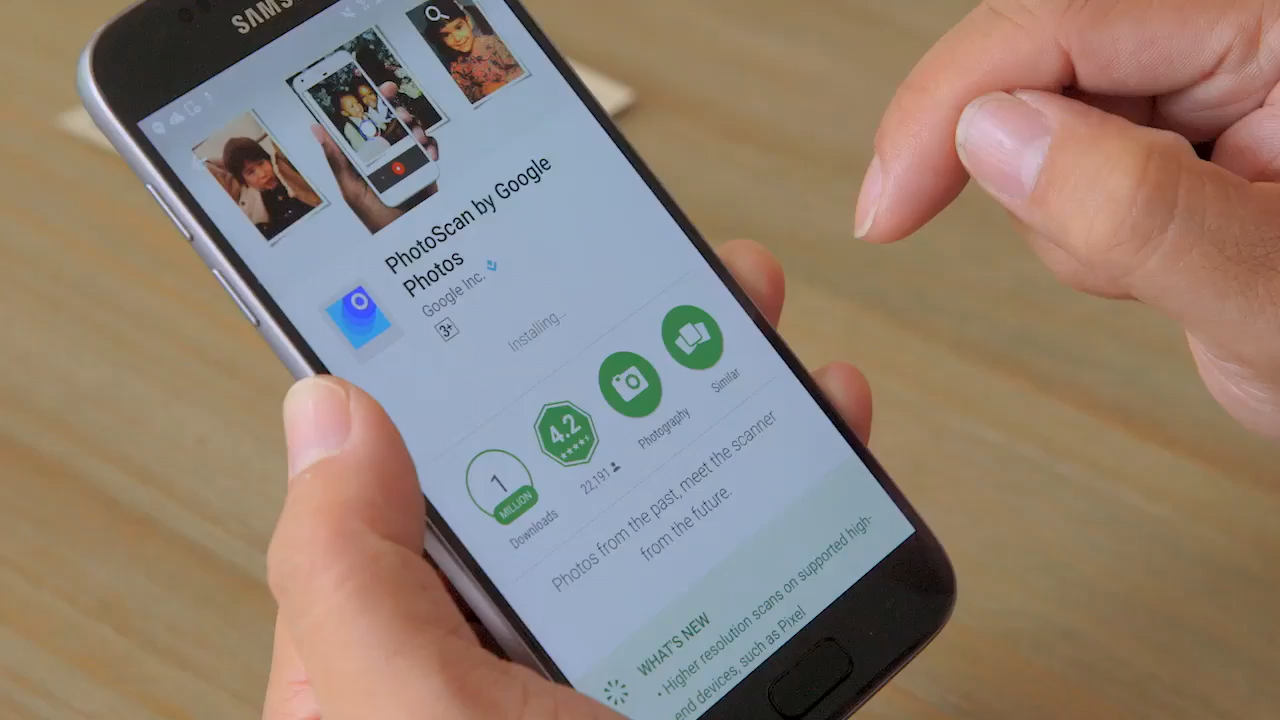 SAMSUNG
PhotoScan by Google
Photos
Google Inc.
3+
Installing...
1
MILLION
Downloads
4.2
22,191
Photography
Similar
Photos from the past, meet the scanner
from the future.
WHAT'S NEW
• Higher resolution scans on supported high-
end devices, such as Pixel